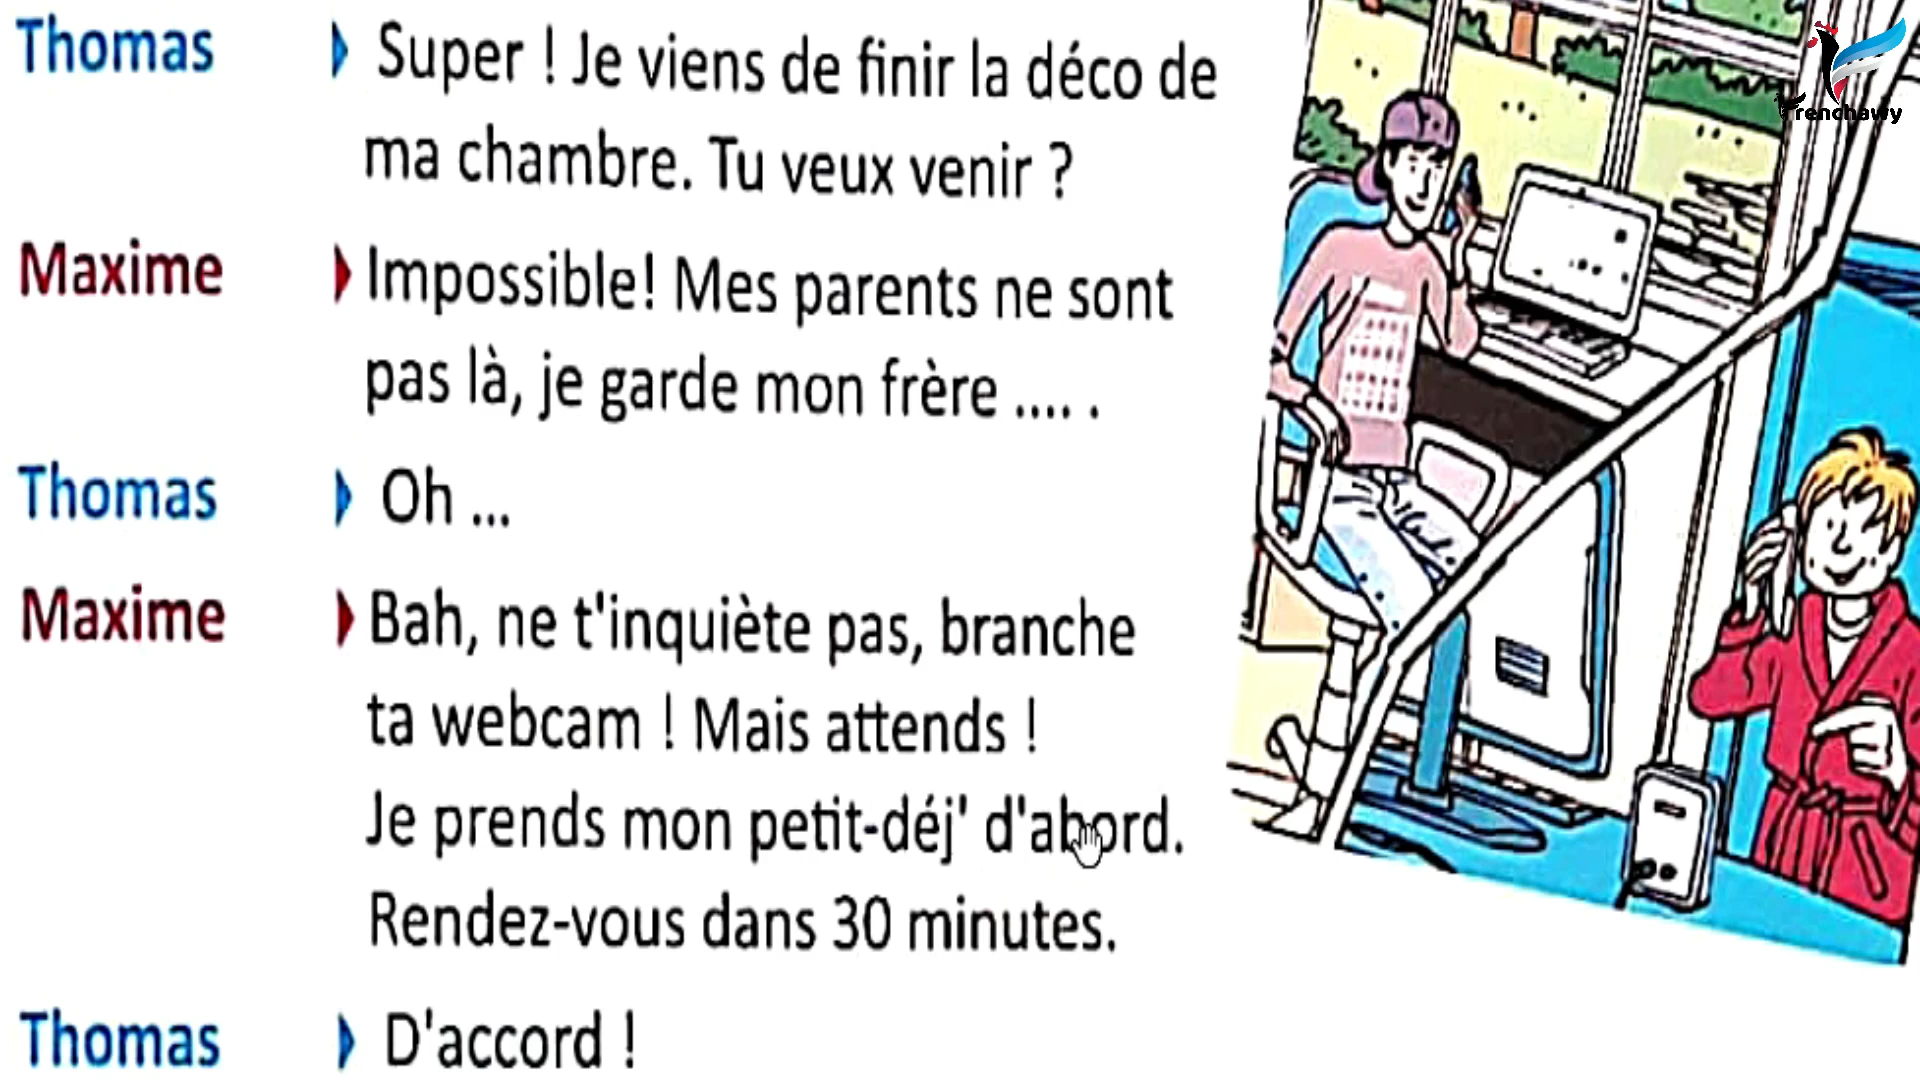 Thomas Super ! Je viens de finir la déco de
ma chambre. Tu veux venir ?
Maxime Impossible! Mes parents ne sont
pas là, je garde mon frère .... .
Thomas Oh ...
Maxime Bah, ne t'inquiète pas, branche
ta webcam ! Mais attends !
Je prends mon petit-déj' d'abord.
Rendez-vous dans 30 minutes.
Thomas D'accord !
Frenchawy